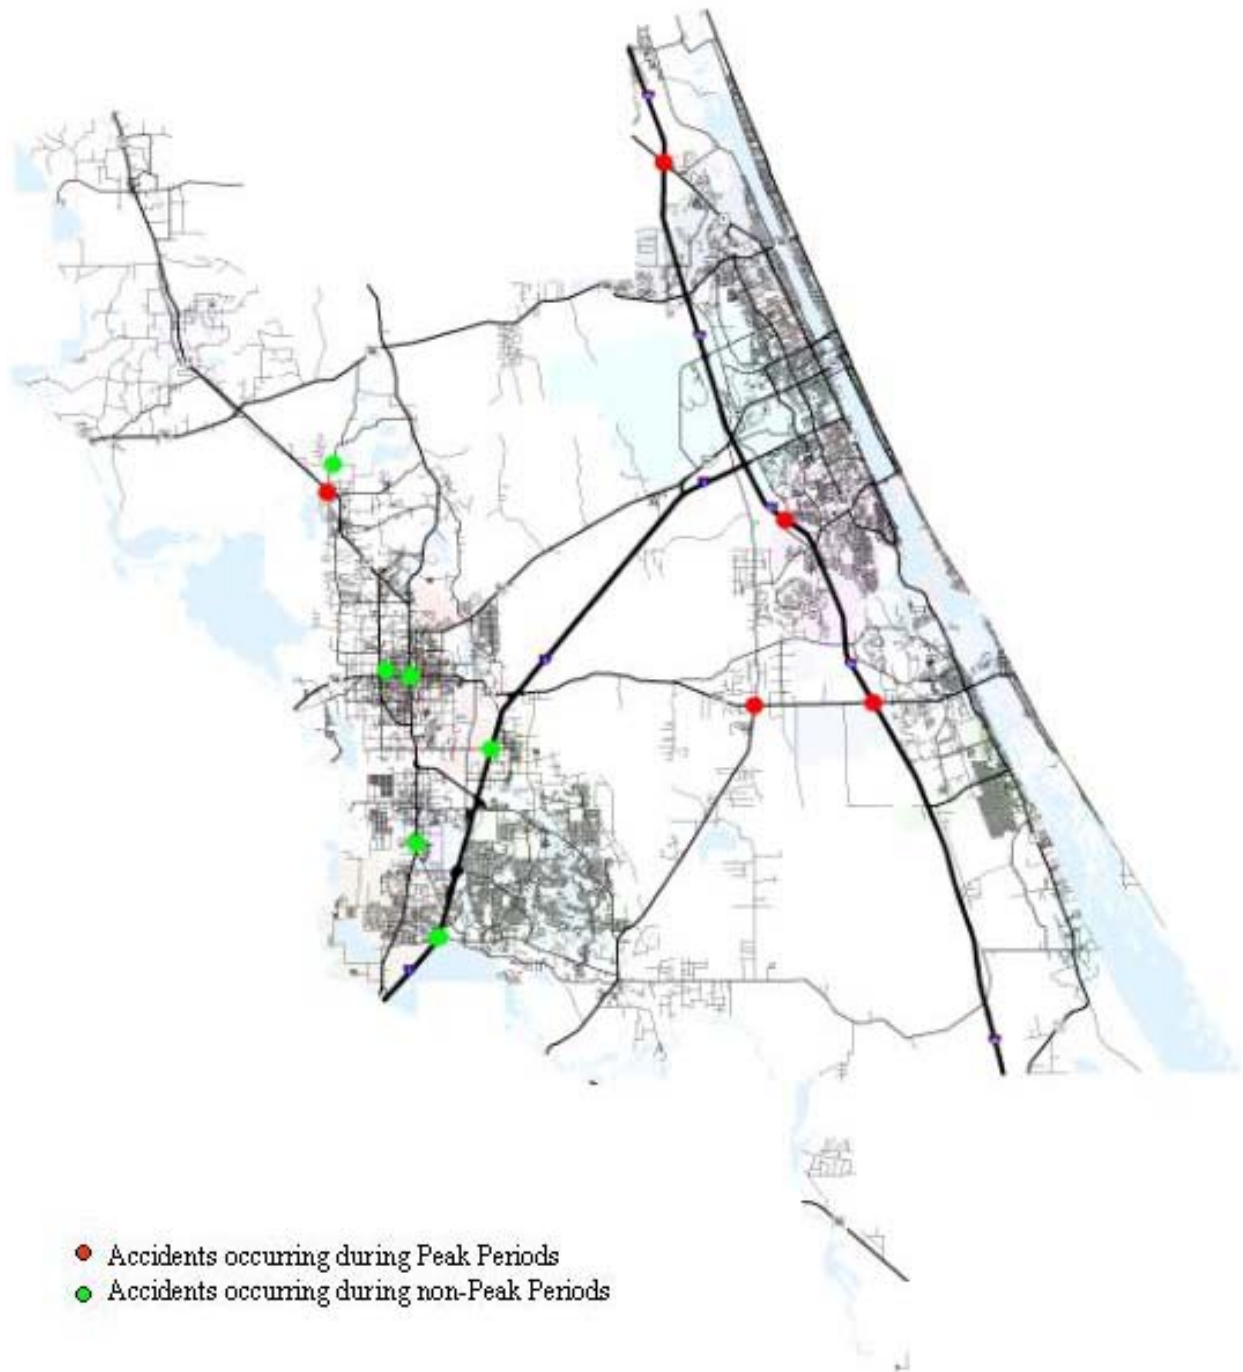 Accidents occurring during Peak Periods
Accidents occurring during non-Peak Periods